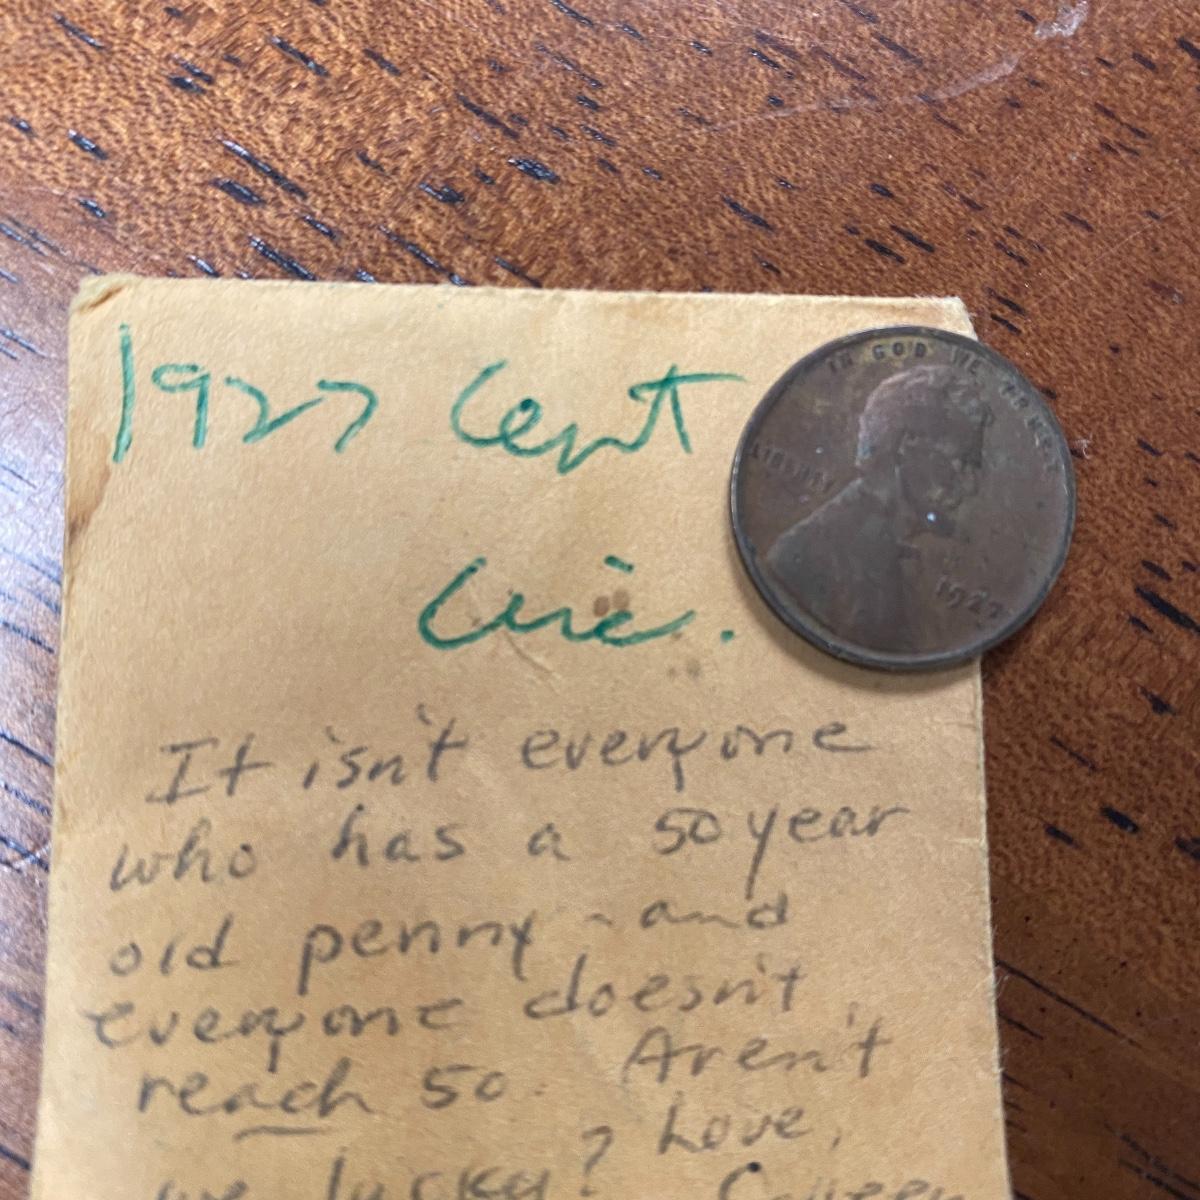 1927 Cent
Circ.
IN GOD WE TRUST
LIBERTY
1927
It isn't everyone
who has a 50 year
old penny - and
everyone doesn't
reach 50. Aren't
we lucky? Love,